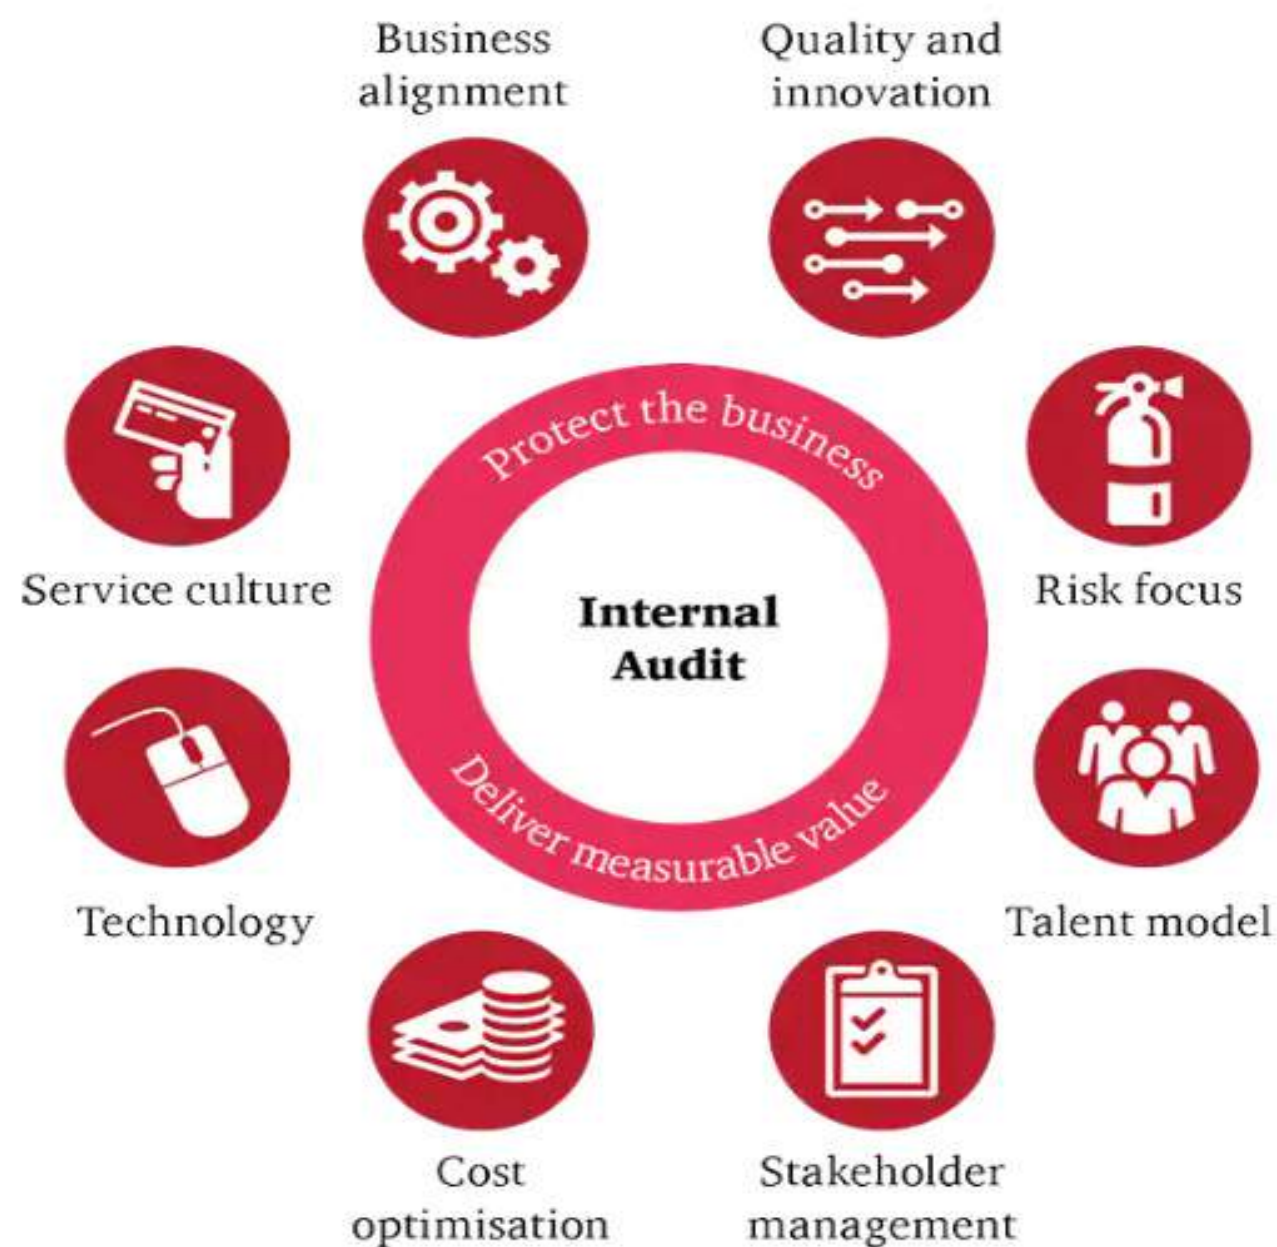 Business
alignment
Quality and
innovation
Protect the business
Service culture
Risk focus
Internal
Audit
Deliver measurable value
Technology
Talent model
Cost
optimisation
Stakeholder
management